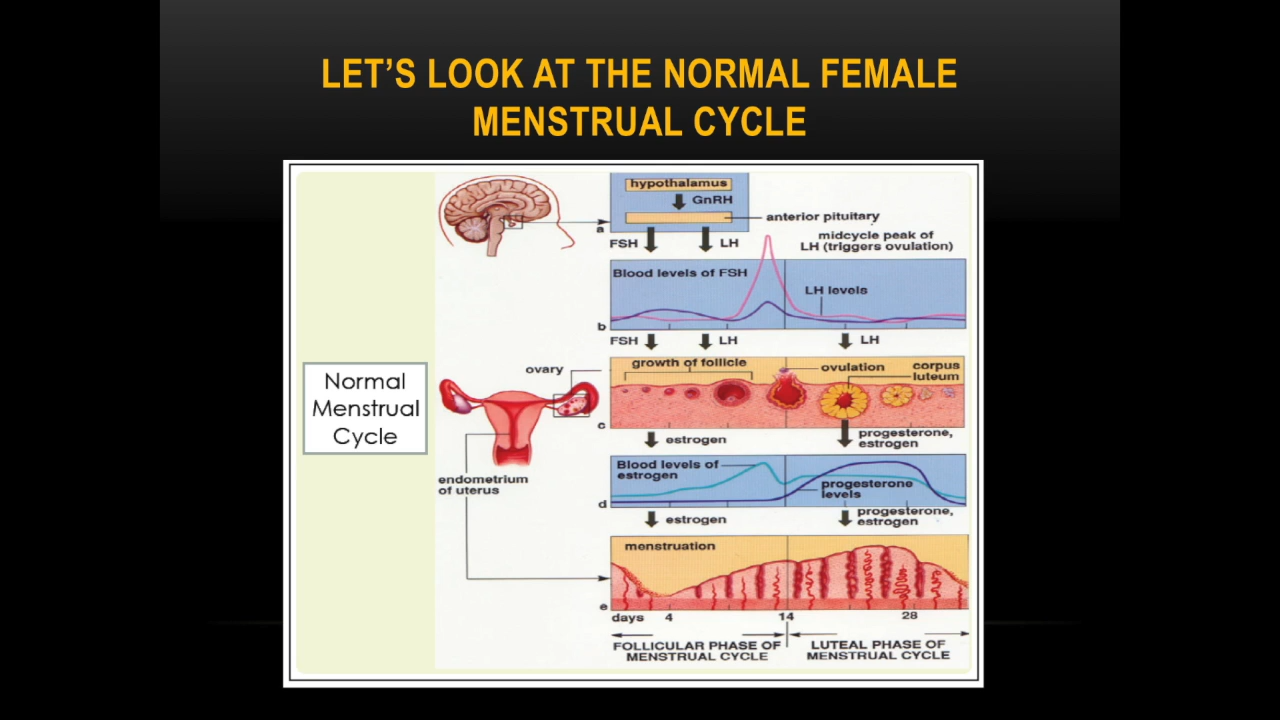 LET’S LOOK AT THE NORMAL FEMALE
MENSTRUAL CYCLE
Normal
Menstrual
Cycle
hypothalamus
GnRH
anterior pituitary
a
FSH
LH
midcycle peak of
LH (triggers ovulation)
Blood levels of FSH
LH levels
b
FSH
LH
LH
ovary
growth of follicle
ovulation
corpus
luteum
c
estrogen
progesterone,
estrogen
endometrium
of uterus
Blood levels of
estrogen
progesterone
levels
d
estrogen
progesterone,
estrogen
menstruation
e
days 4 14 28
FOLLICULAR PHASE OF
MENSTRUAL CYCLE
LUTEAL PHASE OF
MENSTRUAL CYCLE